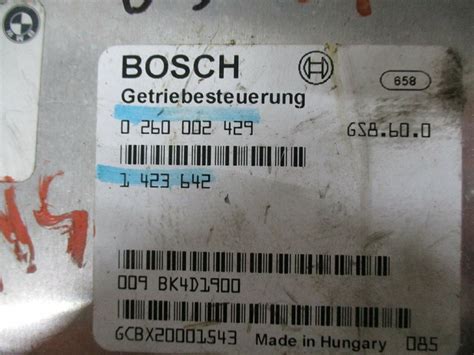 BOSCH
658
Getriebesteuerung
0 260 002 429
GS8.60.0
1 423 642
009 BK4D1900
GCBX20001543
Made in Hungary
085